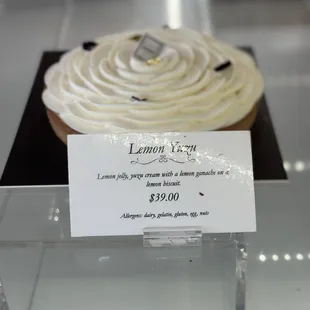 Lemon Yuzu
Lemon jelly, yuzu cream with a lemon ganache on a
lemon biscuit.
$39.00
Allergens: dairy, gelatin, gluten, egg, nuts